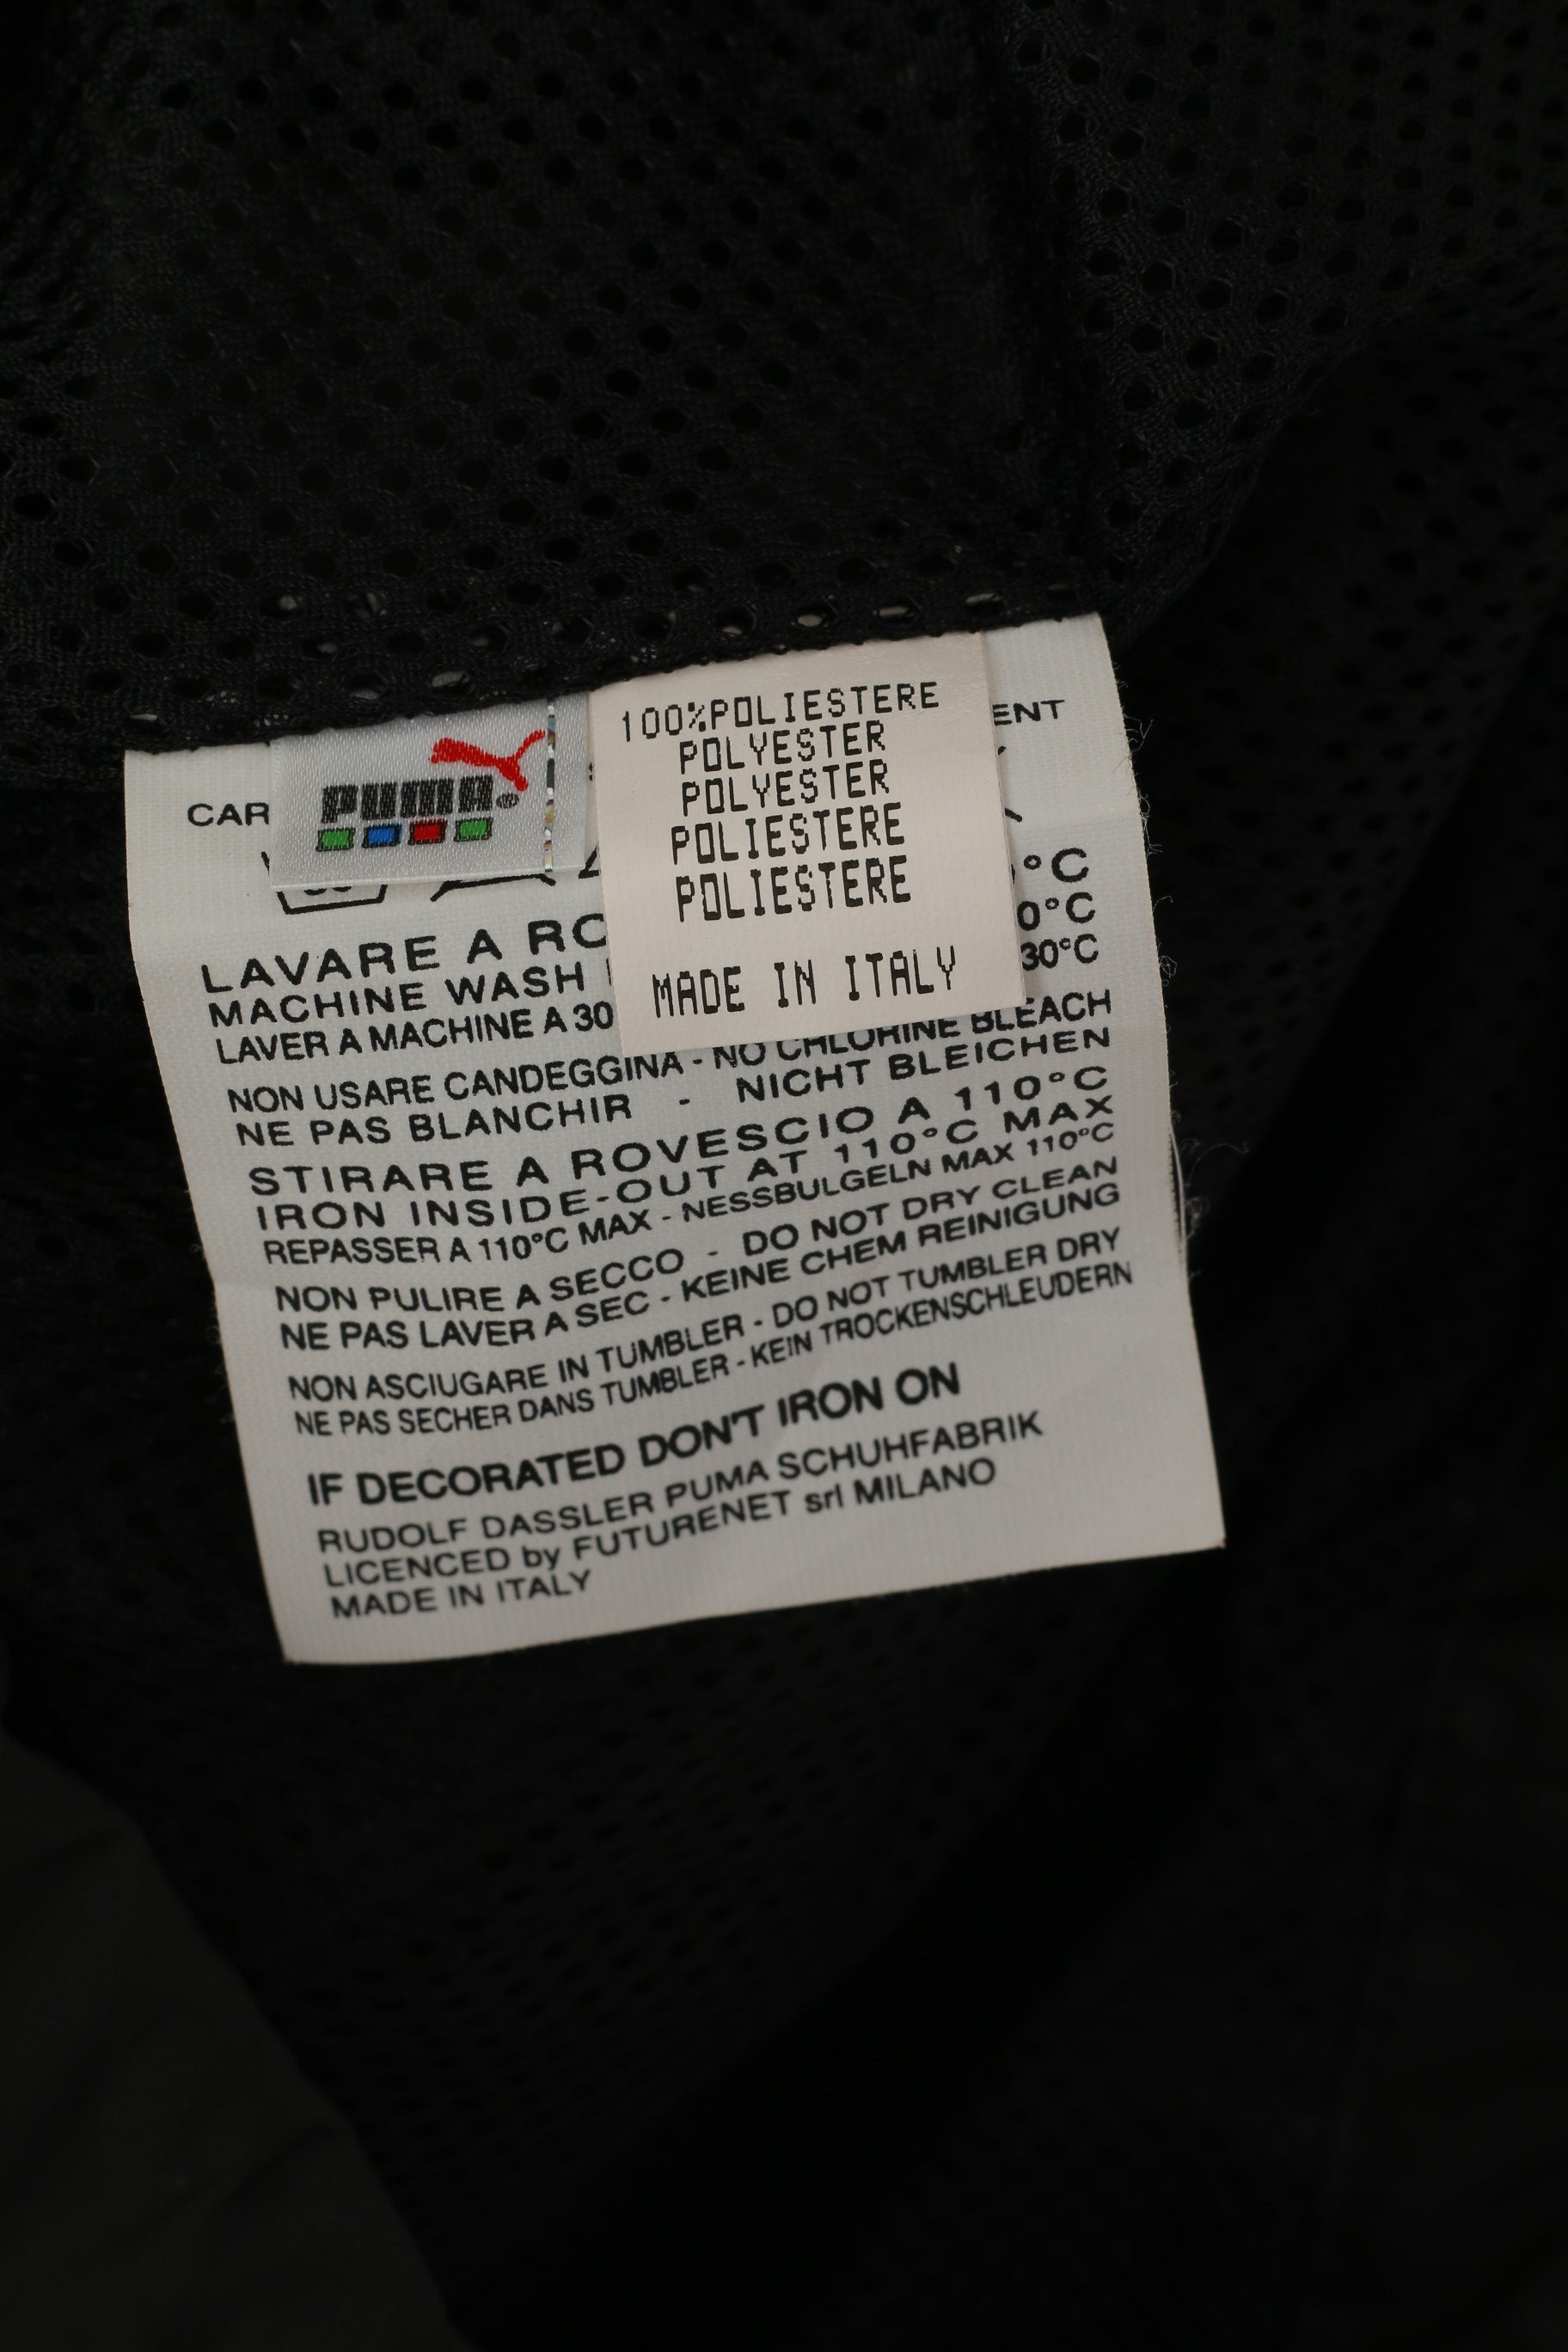 PUMA®
100%POLIESTERE
POLYESTER
POLYESTER
POLIESTERE
POLIESTERE
MADE IN ITALY
LAVARE A
°C
MACHINE WASH
0°C
LAVER A MACHINE A 30
30°C
NON USARE CANDEGGINA - NO CHLORINE BLEACH
NE PAS BLANCHIR - NICHT BLEICHEN
STIRARE A ROVESCIO A 110°C
IRON INSIDE-OUT AT 110°C MAX
REPASSER A 110°C MAX - NESSBULGELN MAX 110°C
NON PULIRE A SECCO - DO NOT DRY CLEAN
NE PAS LAVER A SEC - KEINE CHEM REINIGUNG
NON ASCIUGARE IN TUMBLER - DO NOT TUMBLER DRY
NE PAS SECHER DANS TUMBLER - KEIN TROCKENSCHLEUDERN
IF DECORATED DON'T IRON ON
RUDOLF DASSLER PUMA SCHUHFABRIK
LICENCED by FUTURENET srl MILANO
MADE IN ITALY